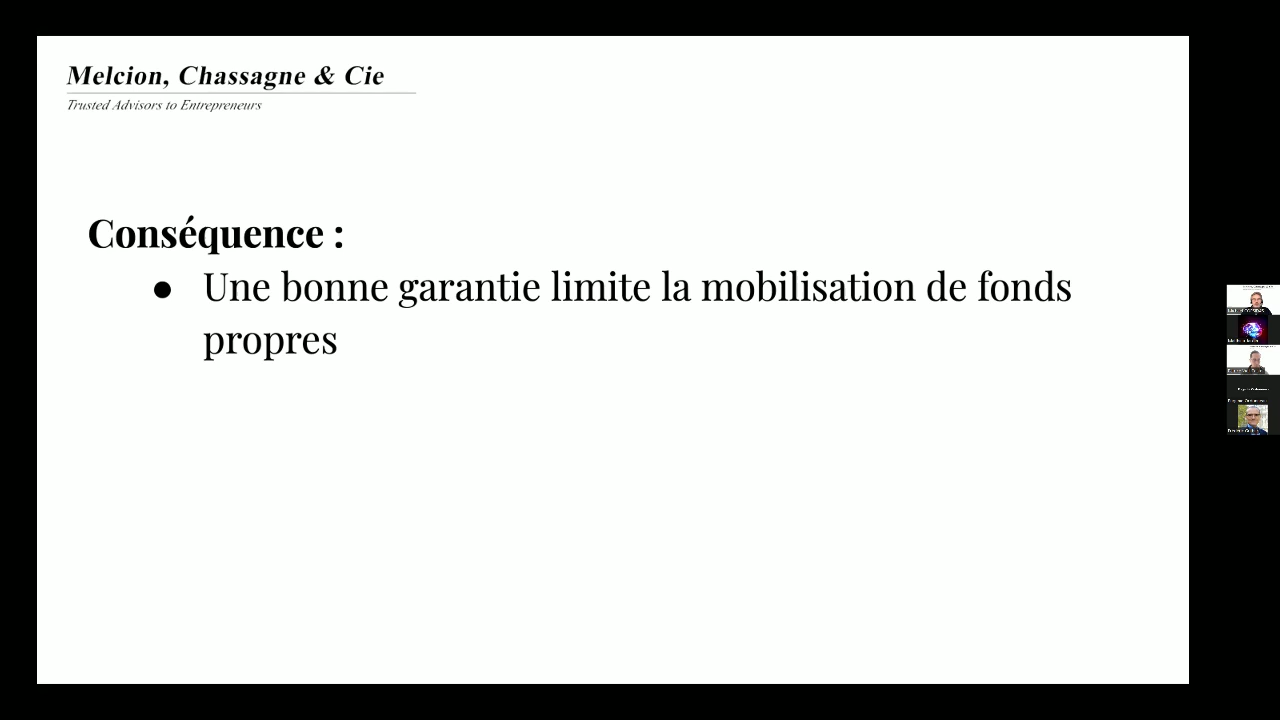 Melcion, Chassagne & Cie
Trusted Advisors to Entrepreneurs
Conséquence :
● Une bonne garantie limite la mobilisation de fonds
propres